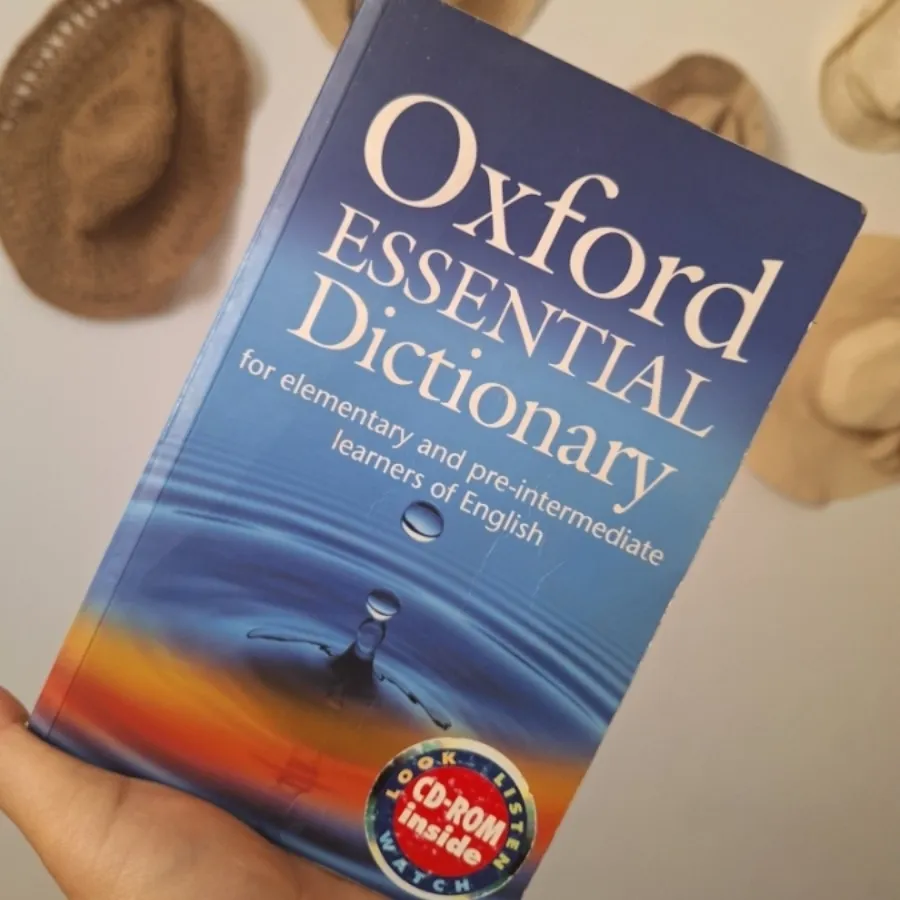 Oxford
ESSENTIAL
Dictionary
for elementary and pre-intermediate
learners of English
LOOK LISTEN
CD-ROM
inside
WATCH